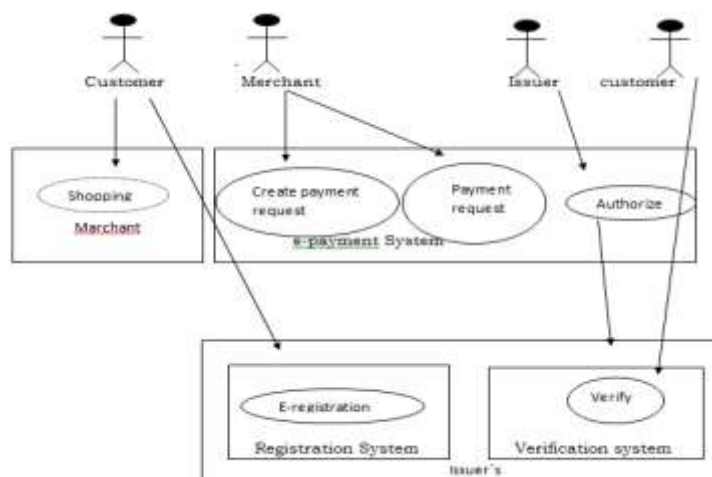 Customer
Merchant
Issuer
customer
Shopping
Marchant
Create payment
request
Payment
request
Authorize
e-payment System
E-registration
Registration System
Verify
Verification system
Issuer's